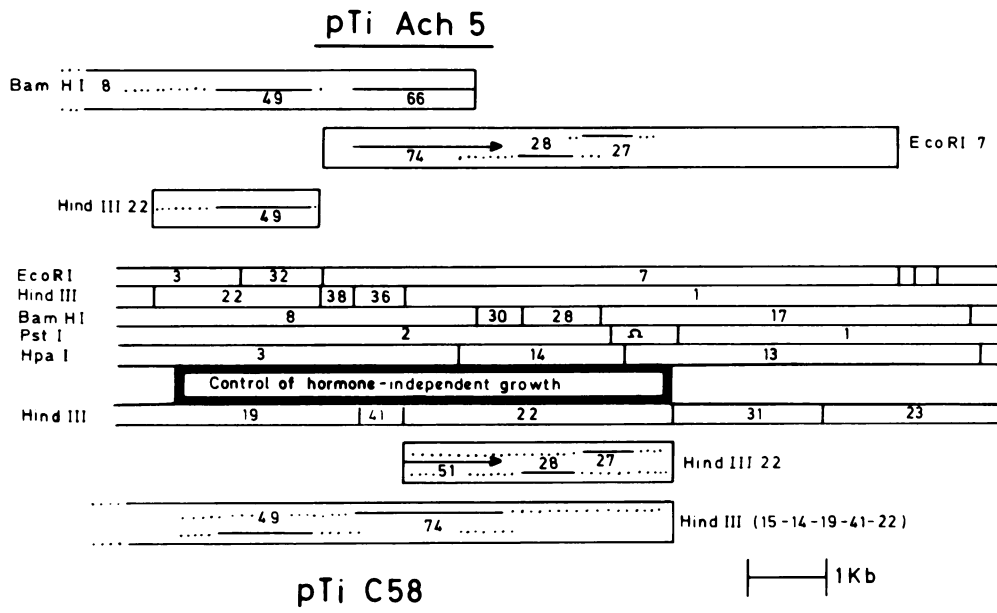 pTi Ach 5
Bam HI 8
49 66
74 28 27
EcoRI 7
Hind III 22
49
EcoRI 3 32 7
Hind III 22 38 36 1
Bam HI 8 30 28 17
Pst I 2 Ω 1
Hpa I 3 14 13
Control of hormone-independent growth
Hind III 19 41 22 31 23
51 28 27
Hind III 22
49 74
Hind III (15-14-19-41-22)
1Kb
pTi C58